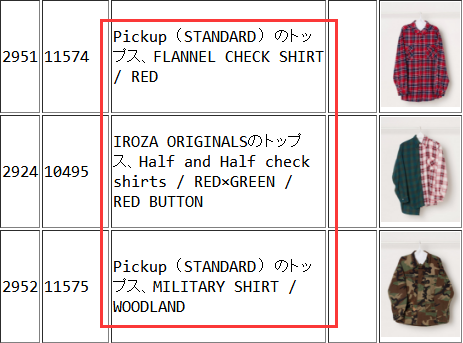 Pickup（STANDARD）のトッ
プス、FLANNEL CHECK SHIRT
2951 11574
/ RED
IROZA ORIGINALSのトップ
ス、Half and Half check
2924 10495
shirts / RED×GREEN /
RED BUTTON
Pickup（STANDARD）のトッ
プス、MILITARY SHIRT /
2952 11575
WOODLAND